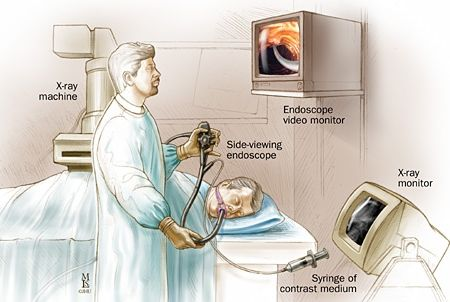 X-ray
machine
Endoscope
video monitor
Side-viewing
endoscope
X-ray
monitor
Syringe of
contrast medium